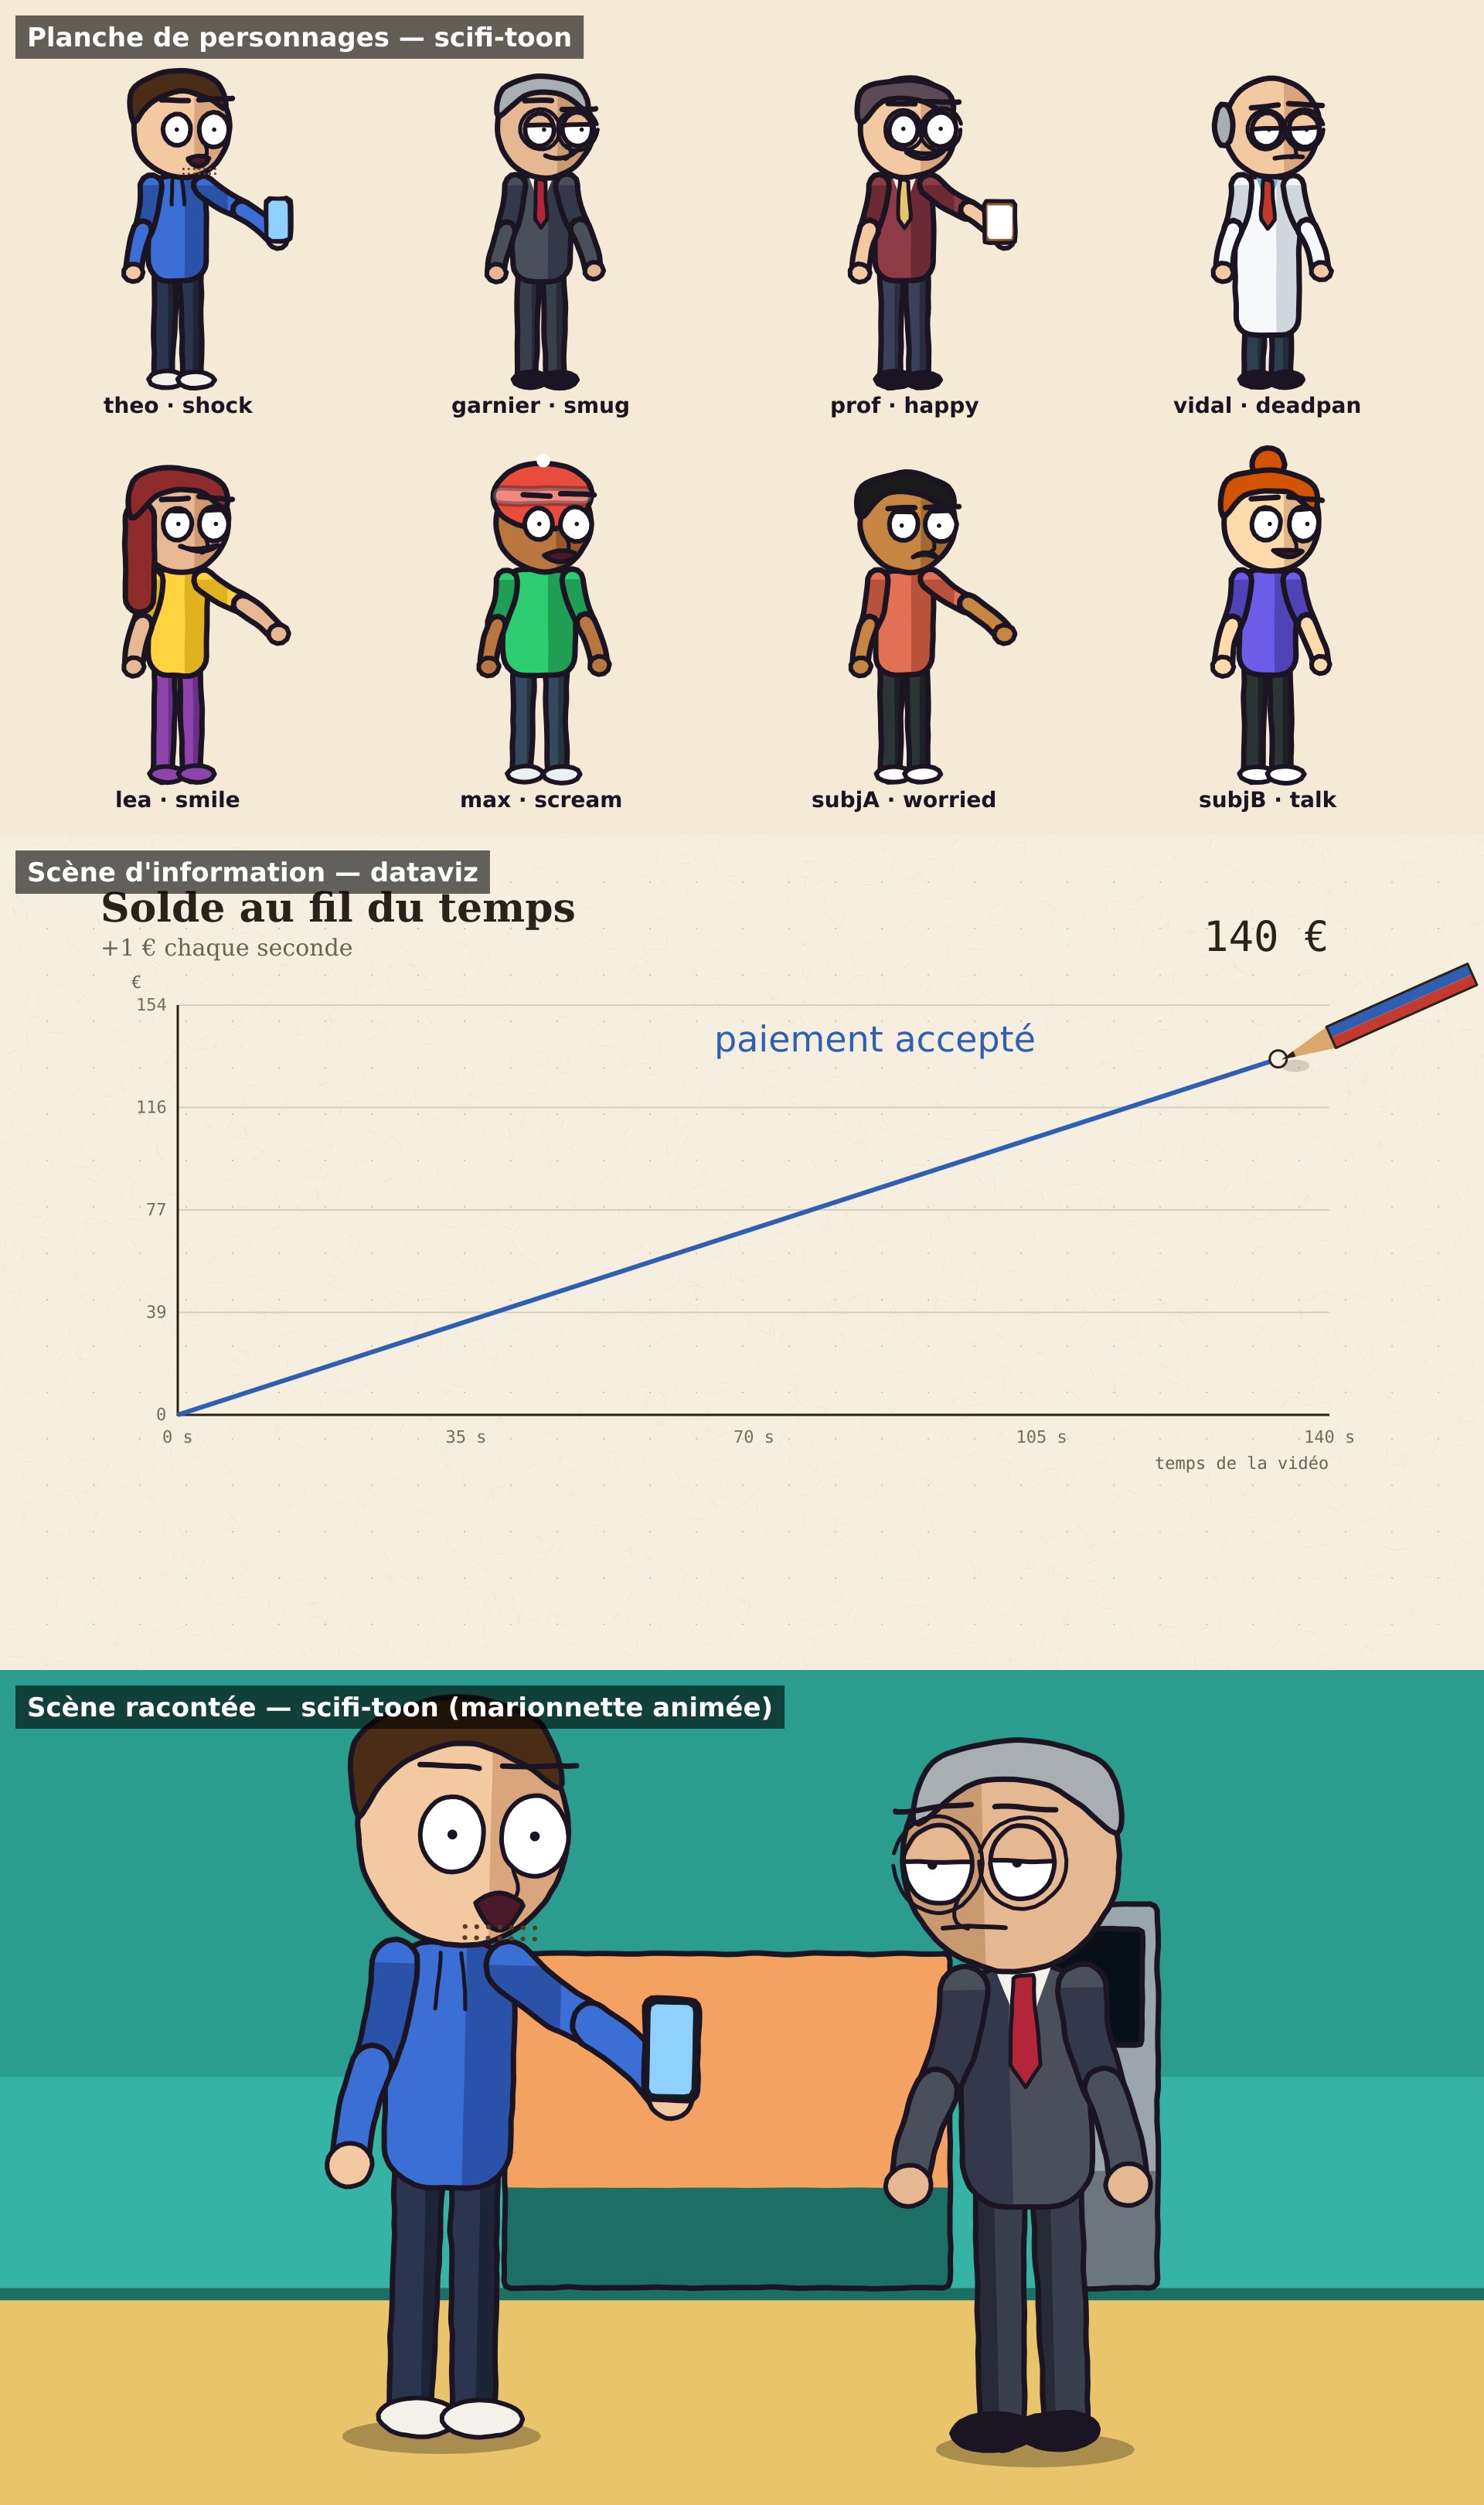 Planche de personnages — scifi-toon
theo · shock
garnier · smug
prof · happy
vidal · deadpan
lea · smile
max · scream
subjA · worried
subjB · talk
Scène d'information — dataviz
Solde au fil du temps
+1 € chaque seconde
140 €
€
154
paiement accepté
116
77
39
0
0 s
35 s
70 s
105 s
140 s
temps de la vidéo
Scène racontée — scifi-toon (marionnette animée)